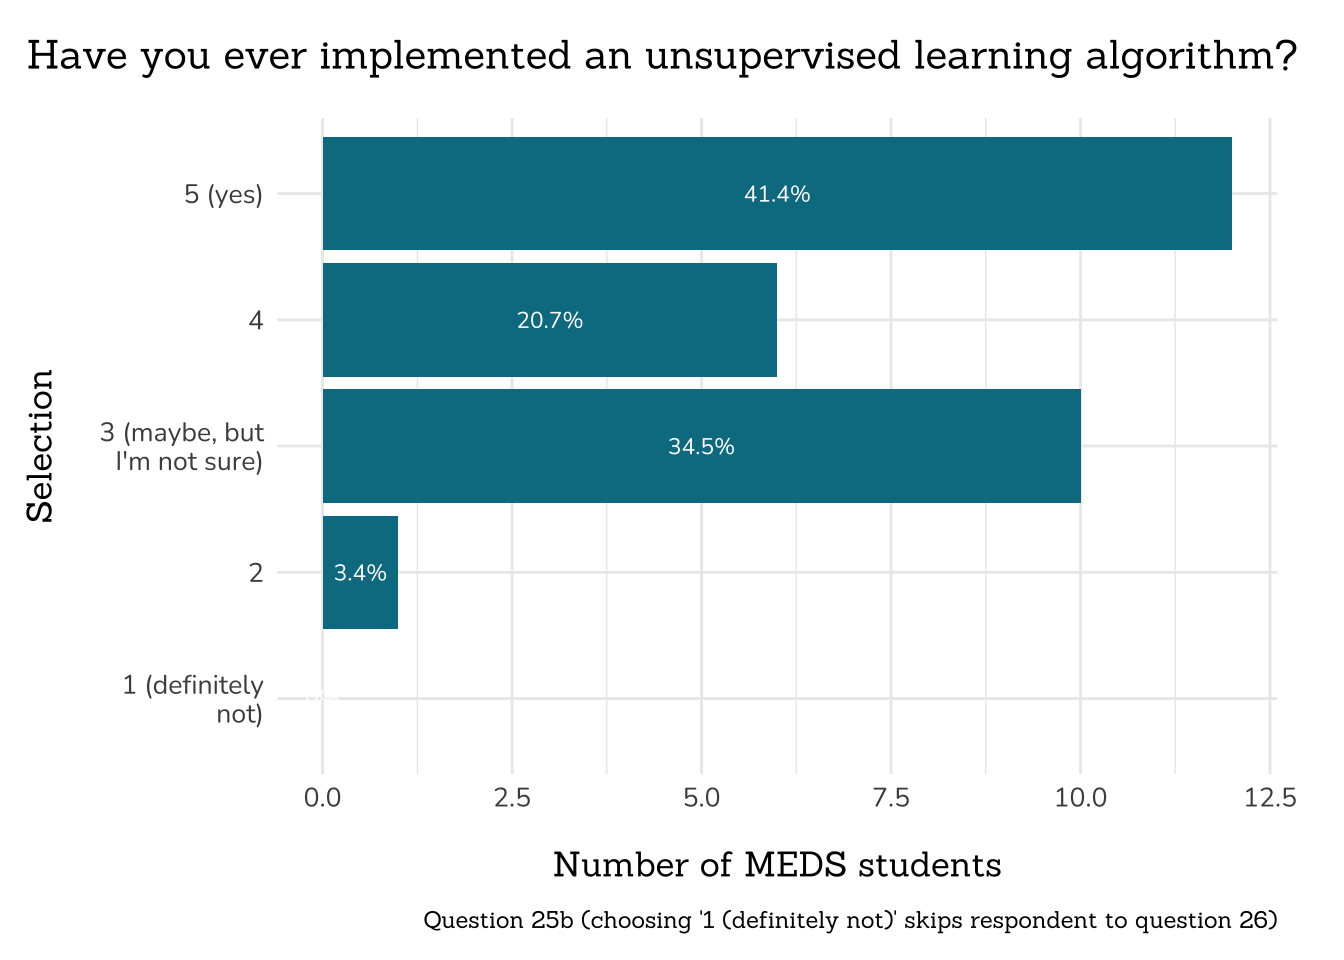 Have you ever implemented an unsupervised learning algorithm?
5 (yes)
41.4%
4
20.7%
3 (maybe, but
I'm not sure)
34.5%
2
3.4%
1 (definitely
not)
0.0 2.5 5.0 7.5 10.0 12.5
Selection
Number of MEDS students
Question 25b (choosing '1 (definitely not)' skips respondent to question 26)